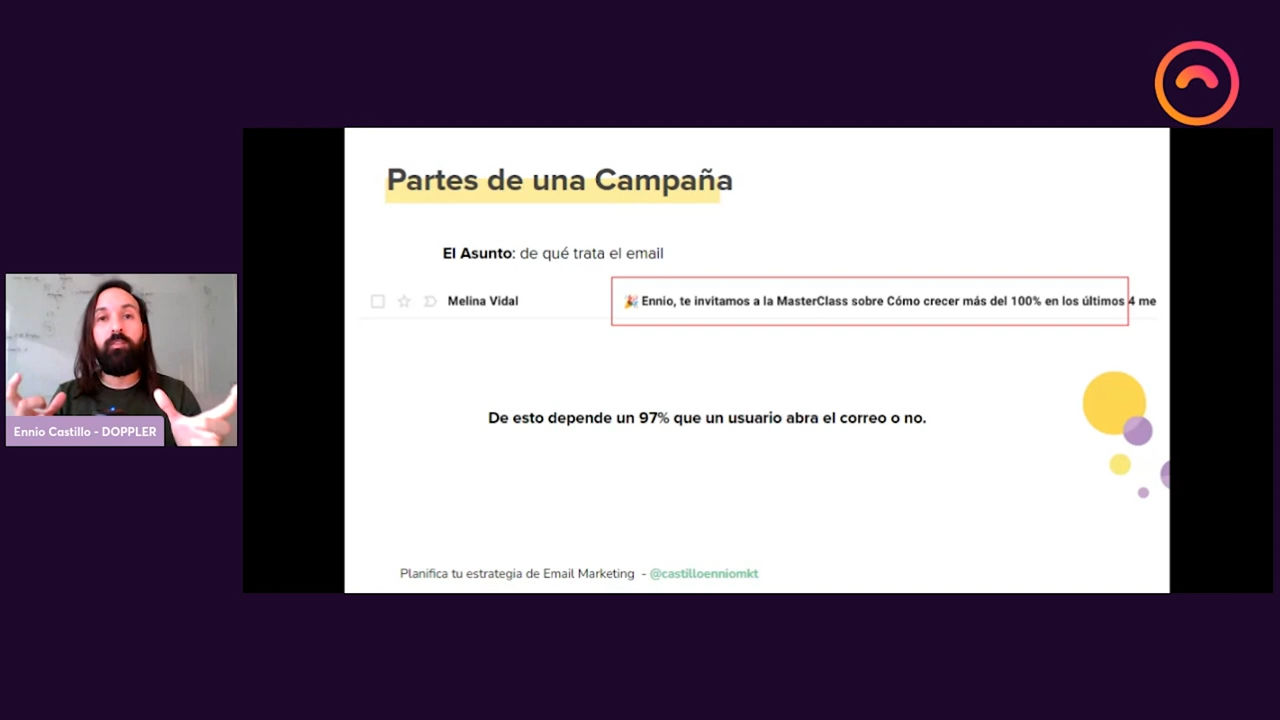 Partes de una Campaña
El Asunto: de qué trata el email
Melina Vidal
🎉 Ennio, te invitamos a la MasterClass sobre Cómo crecer más del 100% en los últimos 4 me
De esto depende un 97% que un usuario abra el correo o no.
Ennio Castillo - DOPPLER
Planifica tu estrategia de Email Marketing - @castilloenniomkt